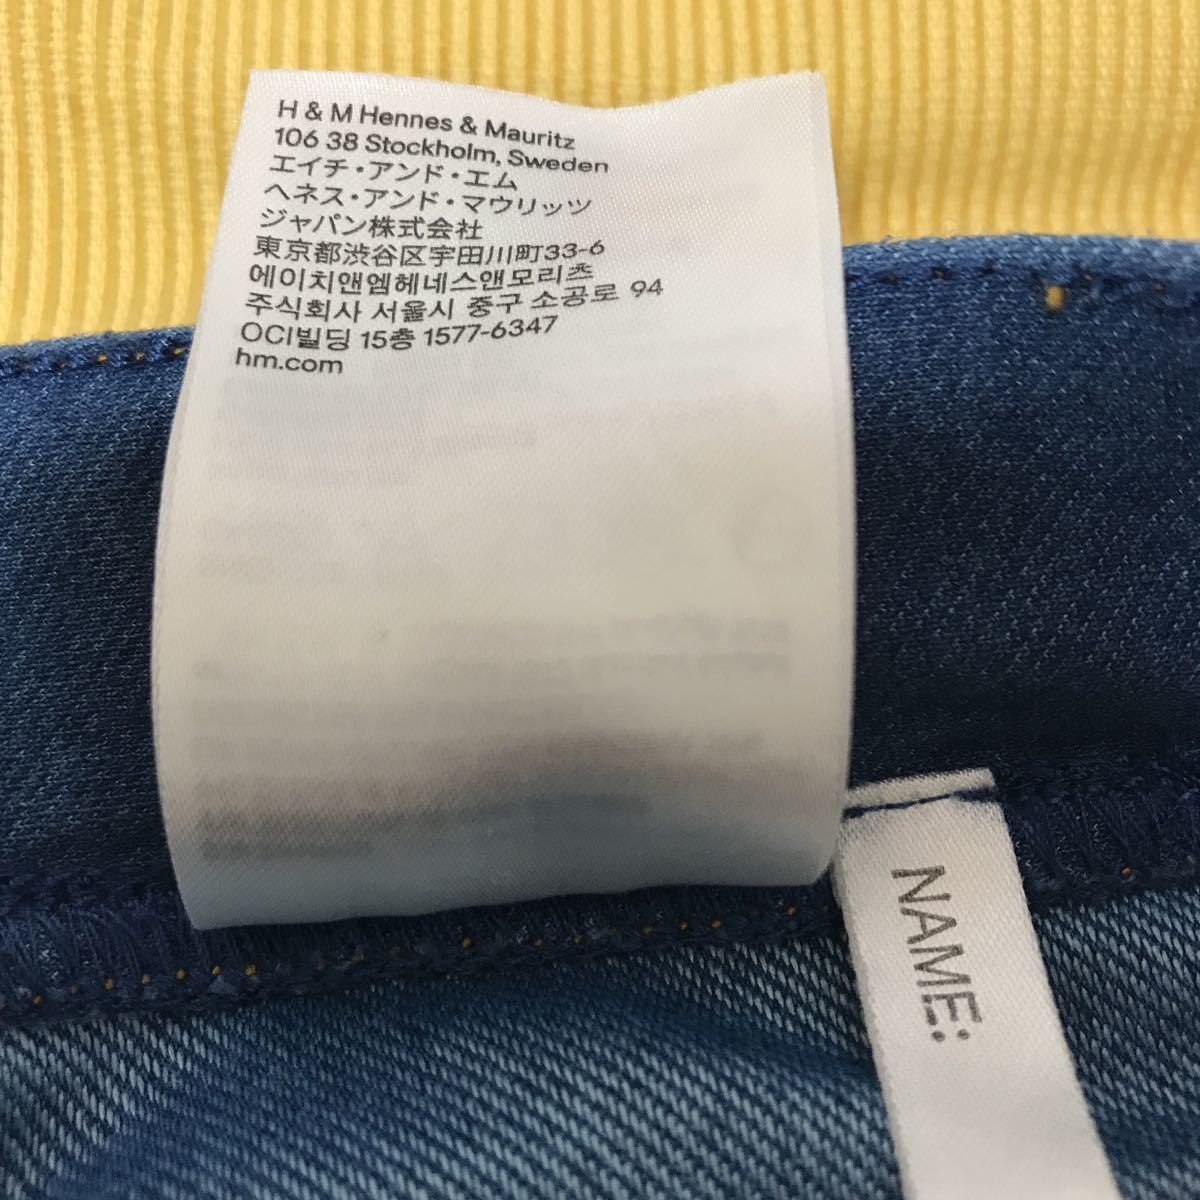 H & M Hennes & Mauritz
106 38 Stockholm, Sweden
エイチ・アンド・エム
ヘネス・アンド・マウリッツ
ジャパン株式会社
東京都渋谷区宇田川町33-6
에이치앤엠헤네스앤모리츠
주식회사 서울시 중구 소공로 94
OCI빌딩 15층 1577-6347
hm.com
NAME: